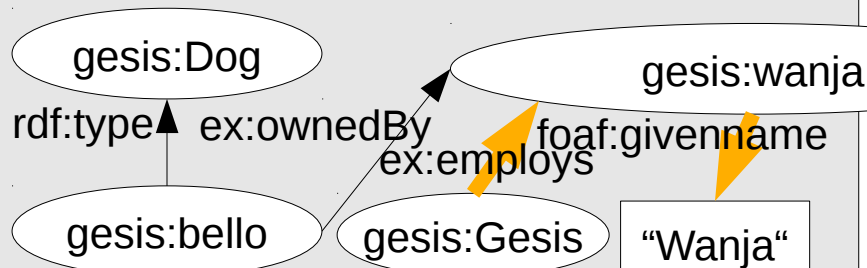 gesis:Dog
gesis:wanja
rdf:type
ex:ownedBy
foaf:givenname
ex:employs
gesis:bello
gesis:Gesis
“Wanja“